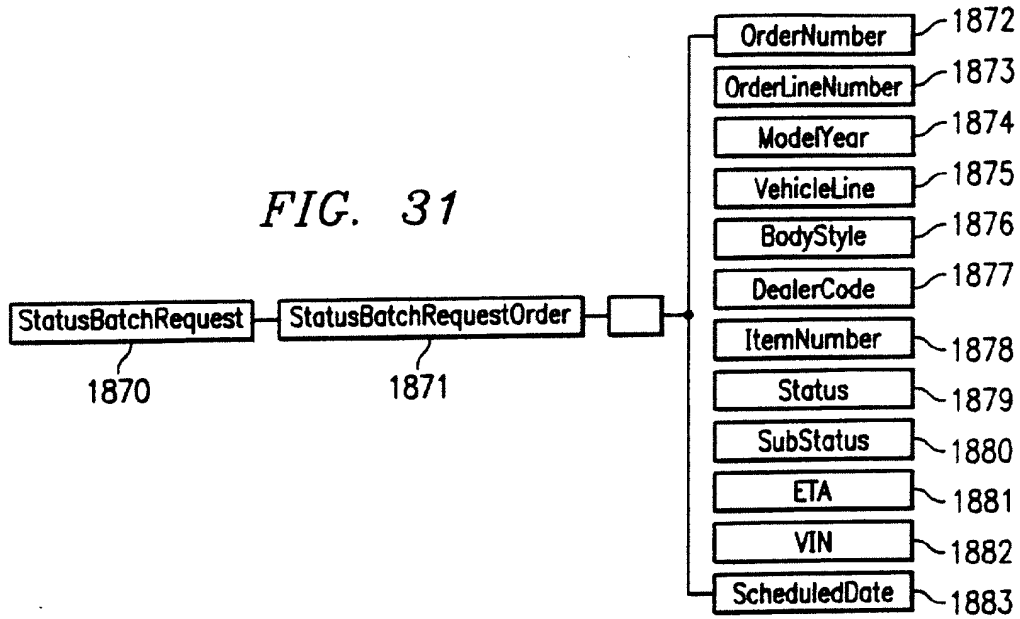 FIG. 31
StatusBatchRequest
1870
StatusBatchRequestOrder
1871
OrderNumber 1872
OrderLineNumber 1873
ModelYear 1874
VehicleLine 1875
BodyStyle 1876
DealerCode 1877
ItemNumber 1878
Status 1879
SubStatus 1880
ETA 1881
VIN 1882
ScheduledDate 1883